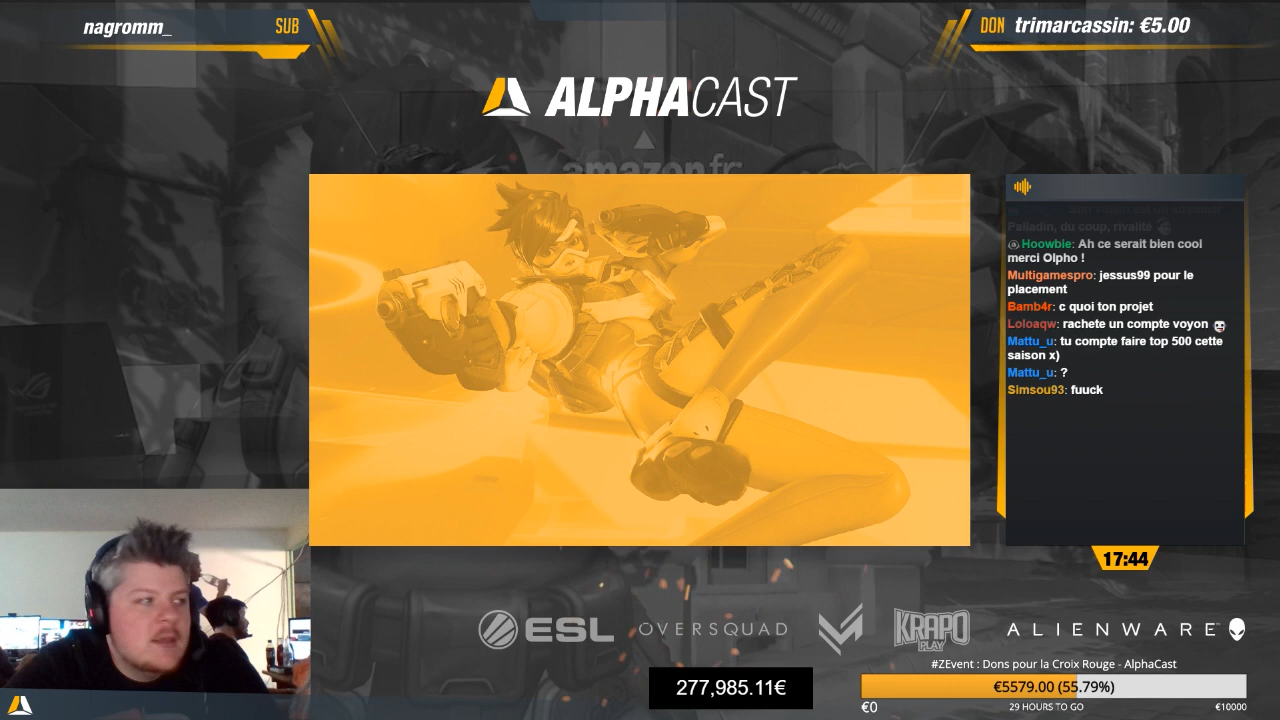 nagromm_
SUB
DON
trimarcassin: €5.00
ALPHACAST
amazon.fr
Palladin, du coup, rivalité
Hoowbie: Ah ce serait bien cool
merci Olpho !
Multigamespro: jessus99 pour le
placement
Bamb4r: c quoi ton projet
Loloaqw: rachete un compte voyon
Mattu_u: tu compte faire top 500 cette
saison x)
Mattu_u: ?
Simsou93: fuuck
17:44
ESL
OVERSQUAD
KRAPO
PLAY
ALIENWARE
#ZEvent : Dons pour la Croix Rouge - AlphaCast
277,985.11€
€5579.00 (55.79%)
€0
29 HOURS TO GO
€10000